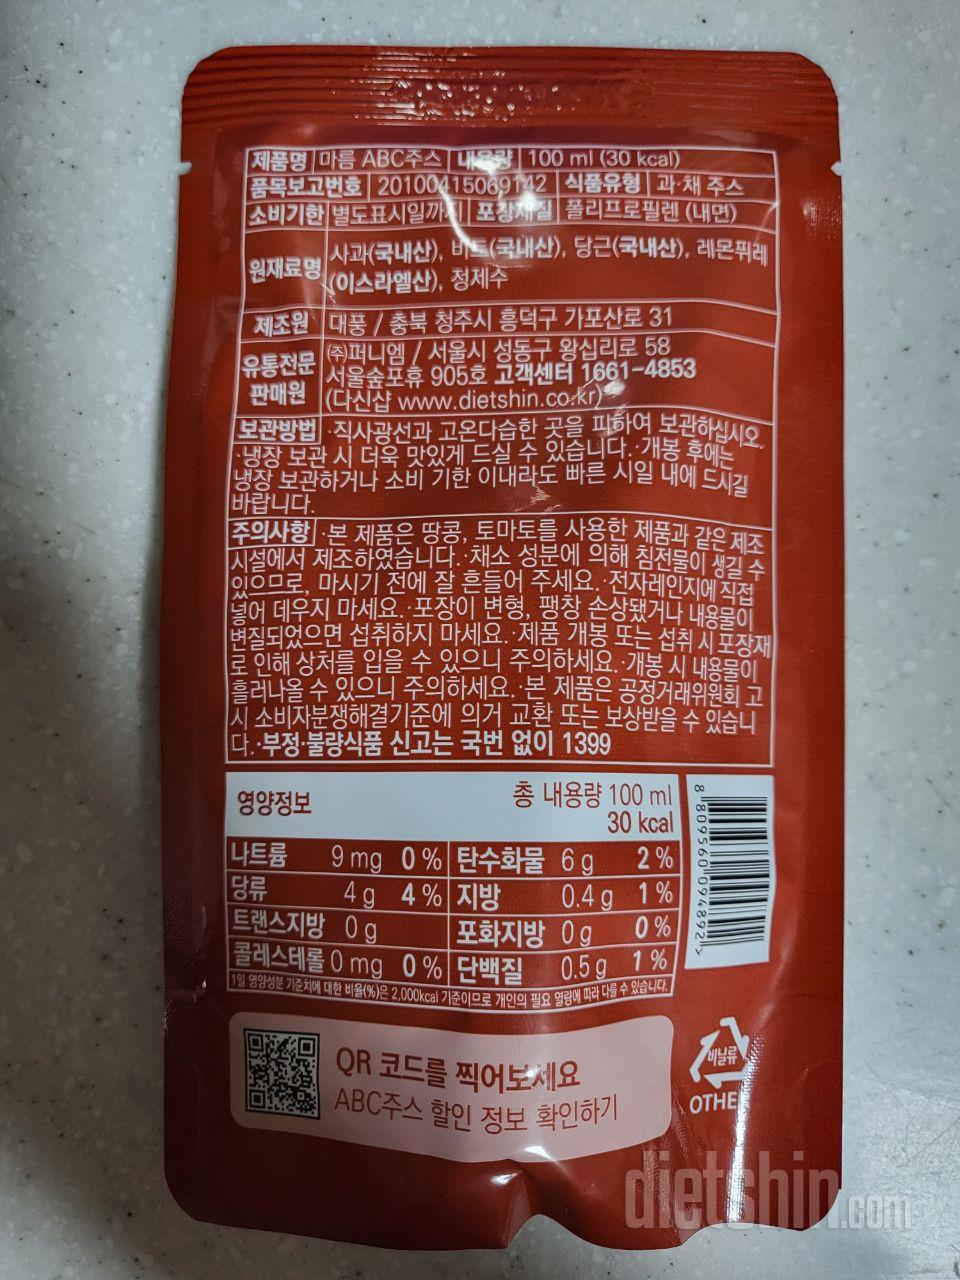 제품명 마름 ABC주스 내용량 100 ml (30 kcal)
품목보고번호 20100415069142 식품유형 과·채 주스
소비기한 별도표시일까지 포장재질 폴리프로필렌 (내면)
원재료명 사과(국내산), 비트(국내산), 당근(국내산), 레몬퓌레
(이스라엘산), 정제수
제조원 대풍 / 충북 청주시 흥덕구 가포산로 31
유통전문 판매원 ㈜퍼니엠 / 서울시 성동구 왕십리로 58
서울숲포휴 905호 고객센터 1661-4853
(다신샵 www.dietshin.co.kr)
보관방법 ·직사광선과 고온다습한 곳을 피하여 보관하십시오.
·냉장 보관 시 더욱 맛있게 드실 수 있습니다. ·개봉 후에는
냉장 보관하거나 소비 기한 이내라도 빠른 시일 내에 드시길
바랍니다.
주의사항 ·본 제품은 땅콩, 토마토를 사용한 제품과 같은 제조
시설에서 제조하였습니다. ·채소 성분에 의해 침전물이 생길 수
있으므로, 마시기 전에 잘 흔들어 주세요. ·전자레인지에 직접
넣어 데우지 마세요. ·포장이 변형, 팽창 손상됐거나 내용물이
변질되었으면 섭취하지 마세요. ·제품 개봉 또는 섭취 시 포장재
로 인해 상처를 입을 수 있으니 주의하세요. ·개봉 시 내용물이
흘러나올 수 있으니 주의하세요. ·본 제품은 공정거래위원회 고
시 소비자분쟁해결기준에 의거 교환 또는 보상받을 수 있습니
다. ·부정·불량식품 신고는 국번 없이 1399
영양정보 총 내용량 100 ml
30 kcal
나트륨 9 mg 0 % 탄수화물 6 g 2 %
당류 4 g 4 % 지방 0.4 g 1 %
트랜스지방 0 g 포화지방 0 g 0 %
콜레스테롤 0 mg 0 % 단백질 0.5 g 1 %
1일 영양성분 기준치에 대한 비율(%)은 2,000kcal 기준이므로 개인의 필요 열량에 따라 다를 수 있습니다.
8 809560 094892
QR 코드를 찍어보세요
ABC주스 할인 정보 확인하기
비닐류
OTHE
dietshin.com